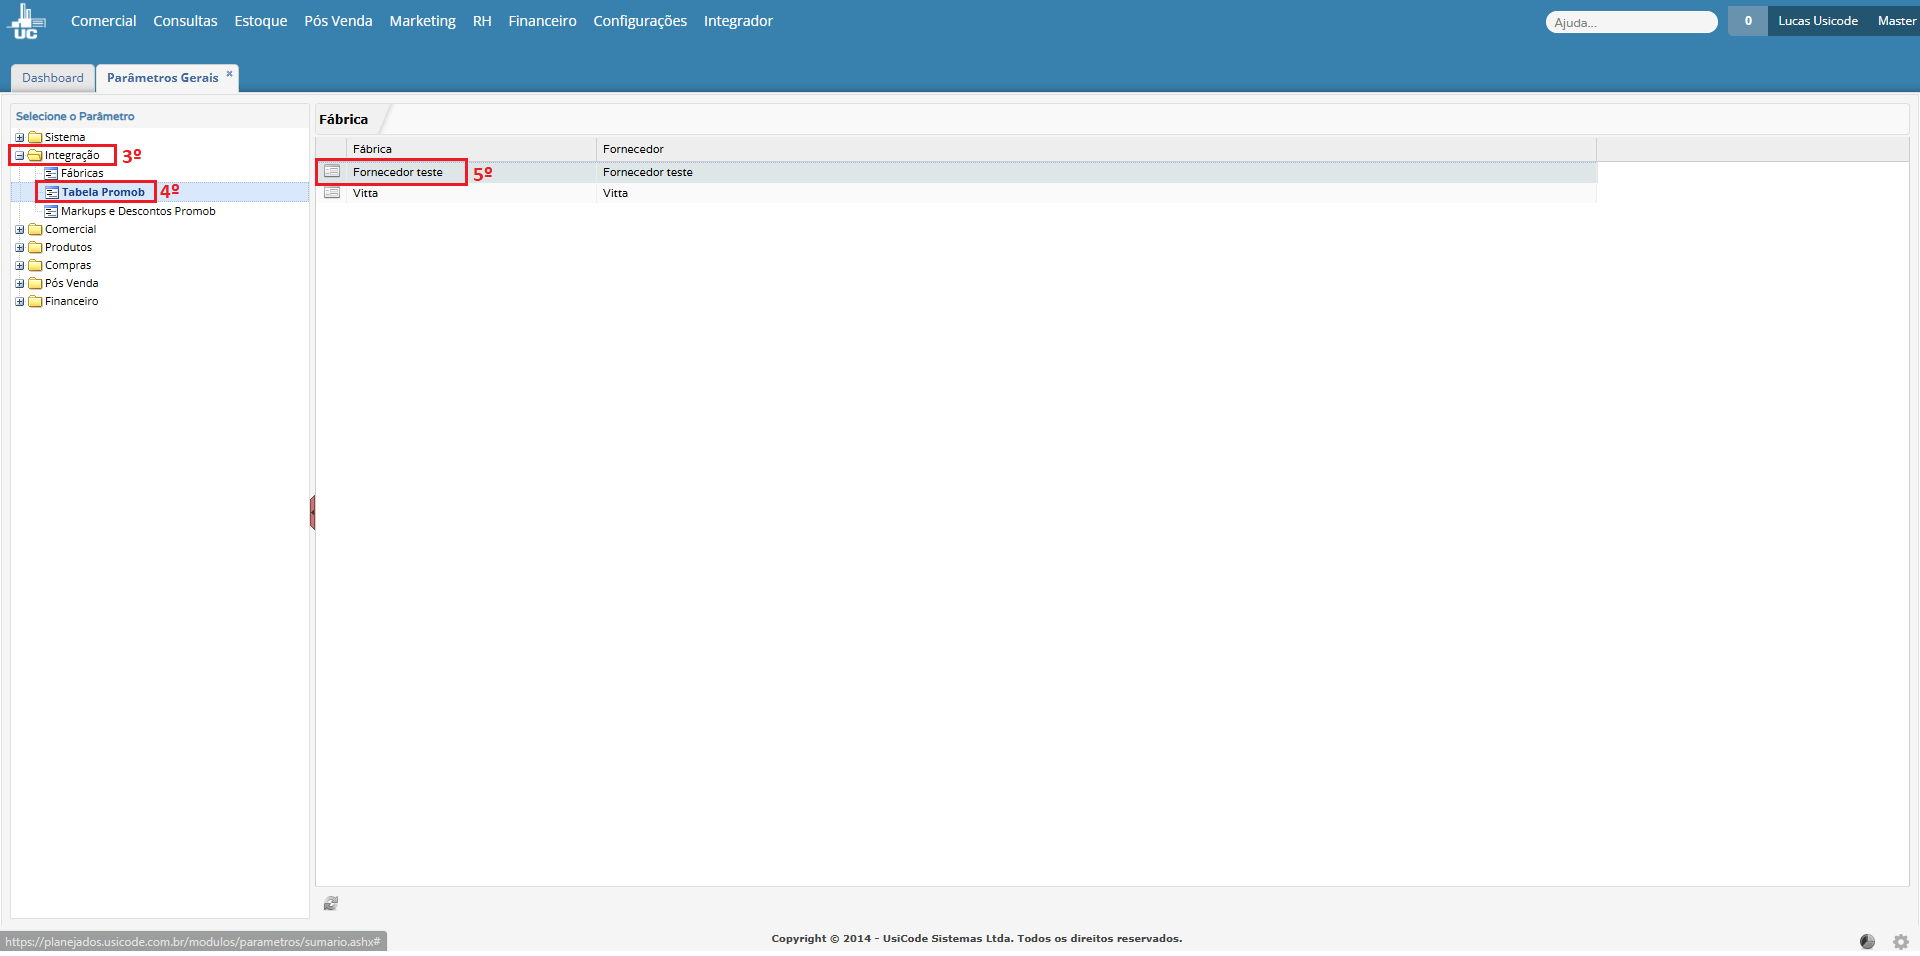 UC
Comercial Consultas Estoque Pós Venda Marketing RH Financeiro Configurações Integrador
Ajuda...
0 Lucas Usicode Master
Dashboard Parâmetros Gerais
Selecione o Parâmetro
Sistema
Integração 3º
Fábricas
Tabela Promob 4º
Markups e Descontos Promob
Comercial
Produtos
Compras
Pós Venda
Financeiro
Fábrica
Fábrica Fornecedor
Fornecedor teste 5º Fornecedor teste
Vitta Vitta
https://planejados.usicode.com.br/modulos/parametros/sumario.ashx#
Copyright © 2014 - UsiCode Sistemas Ltda. Todos os direitos reservados.